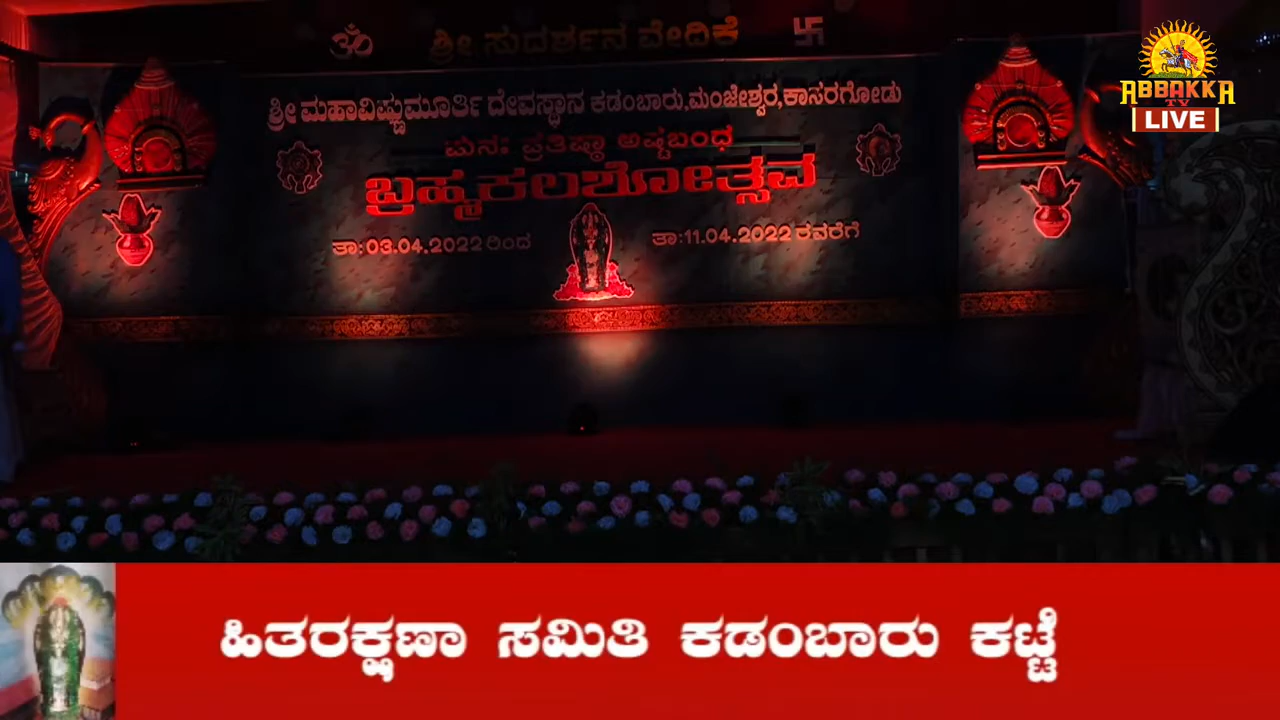 ಶ್ರೀ ಸುದರ್ಶನ ವೇದಿಕೆ
ಶ್ರೀ ಮಹಾವಿಷ್ಣುಮೂರ್ತಿ ದೇವಸ್ಥಾನ ಕಡಂಬಾರು,ಮಂಜೇಶ್ವರ,ಕಾಸರಗೋಡು
ಪುನಃ ಪ್ರತಿಷ್ಠಾ ಅಷ್ಟಬಂಧ
ಬ್ರಹ್ಮಕಲಶೋತ್ಸವ
ತಾ:03.04.2022 ರಿಂದ ತಾ:11.04.2022 ರವರೆಗೆ
ABBAKKA
TV
LIVE
ಹಿತರಕ್ಷಣಾ ಸಮಿತಿ ಕಡಂಬಾರು ಕಟ್ಟೆ